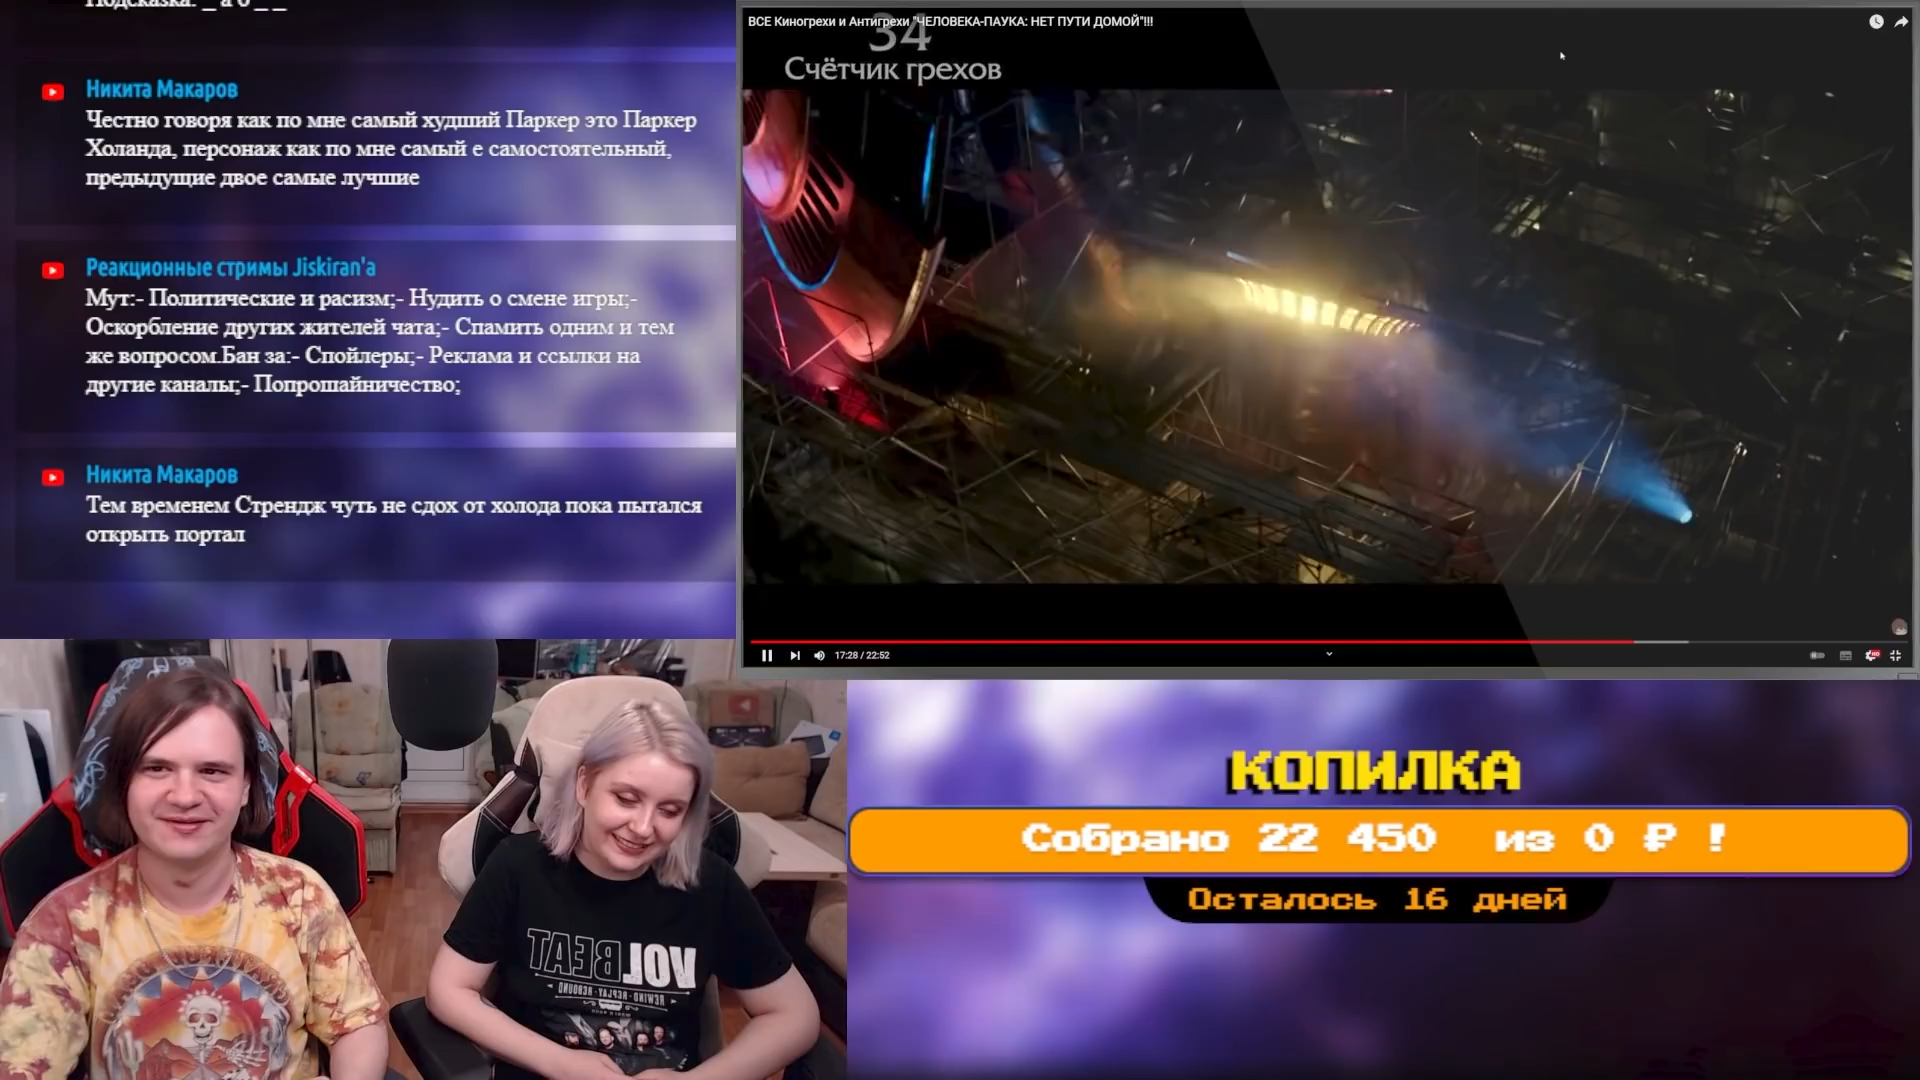 Подсказка: _ а о _ _
Никита Макаров
Честно говоря как по мне самый худший Паркер это Паркер
Холанда, персонаж как по мне самый е самостоятельный,
предыдущие двое самые лучшие
Реакционные стримы Jiskiran'a
Мут:- Политические и расизм;- Нудить о смене игры;-
Оскорбление других жителей чата;- Спамить одним и тем
же вопросом.Бан за:- Спойлеры;- Реклама и ссылки на
другие каналы;- Попрошайничество;
Никита Макаров
Тем временем Стрендж чуть не сдох от холода пока пытался
открыть портал
ВСЕ Киногрехи и Антигрехи "ЧЕЛОВЕКА-ПАУКА: НЕТ ПУТИ ДОМОЙ"!!!
34
Счётчик грехов
17:28 / 22:52
VOLBEAT
REWIND · REPLAY · REBOUND
КОПИЛКА
Собрано 22 450 из 0 ₽ !
Осталось 16 дней